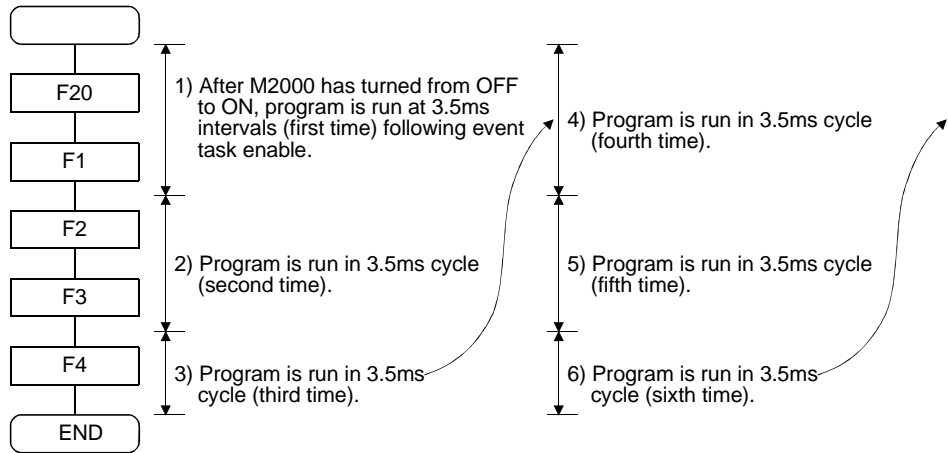 F20
F1
F2
F3
F4
END
1) After M2000 has turned from OFF
to ON, program is run at 3.5ms
intervals (first time) following event
task enable.
2) Program is run in 3.5ms cycle
(second time).
3) Program is run in 3.5ms
cycle (third time).
4) Program is run in 3.5ms cycle
(fourth time).
5) Program is run in 3.5ms cycle
(fifth time).
6) Program is run in 3.5ms
cycle (sixth time).